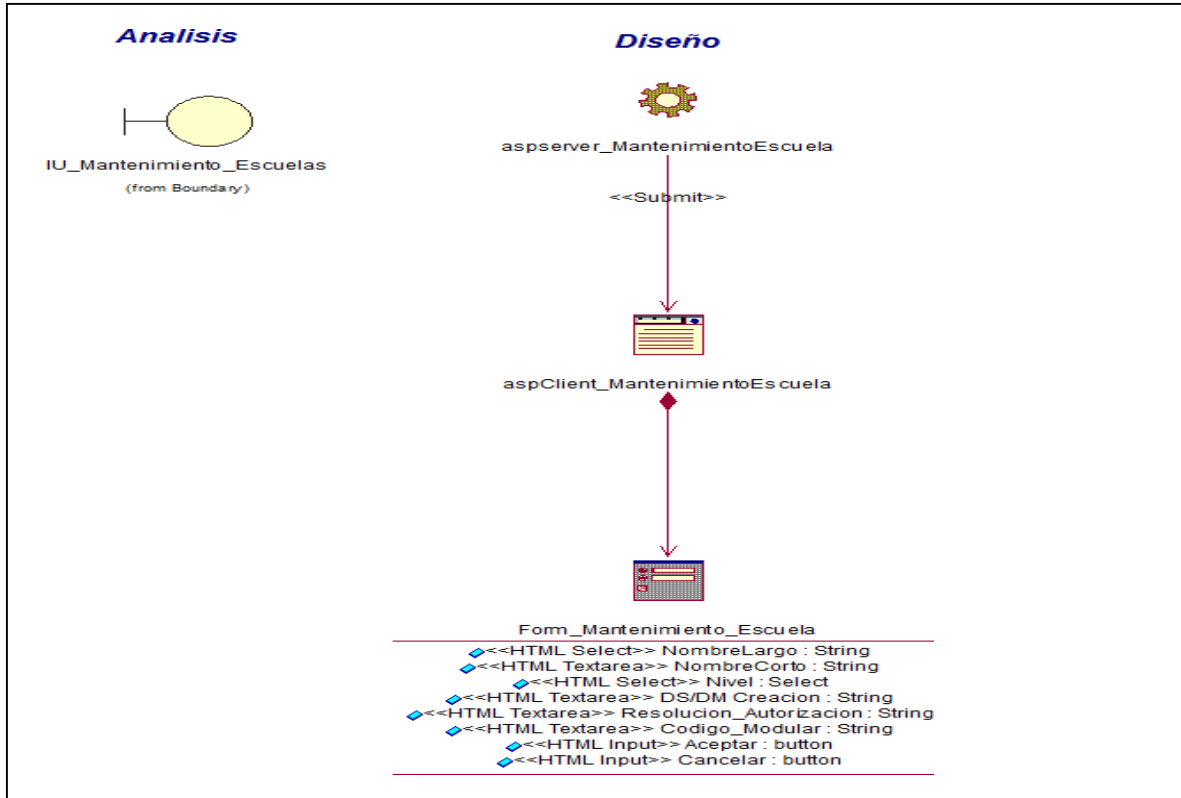 Analisis
IU_Mantenimiento_Escuelas
(from Boundary)
Diseño
aspserver_MantenimientoEscuela
<<Submit>>
aspClient_MantenimientoEscuela
Form_Mantenimiento_Escuela
<<HTML Select>> NombreLargo : String
<<HTML Textarea>> NombreCorto : String
<<HTML Select>> Nivel : Select
<<HTML Textarea>> DS/DM Creacion : String
<<HTML Textarea>> Resolucion_Autorizacion : String
<<HTML Textarea>> Codigo_Modular : String
<<HTML Input>> Aceptar : button
<<HTML Input>> Cancelar : button